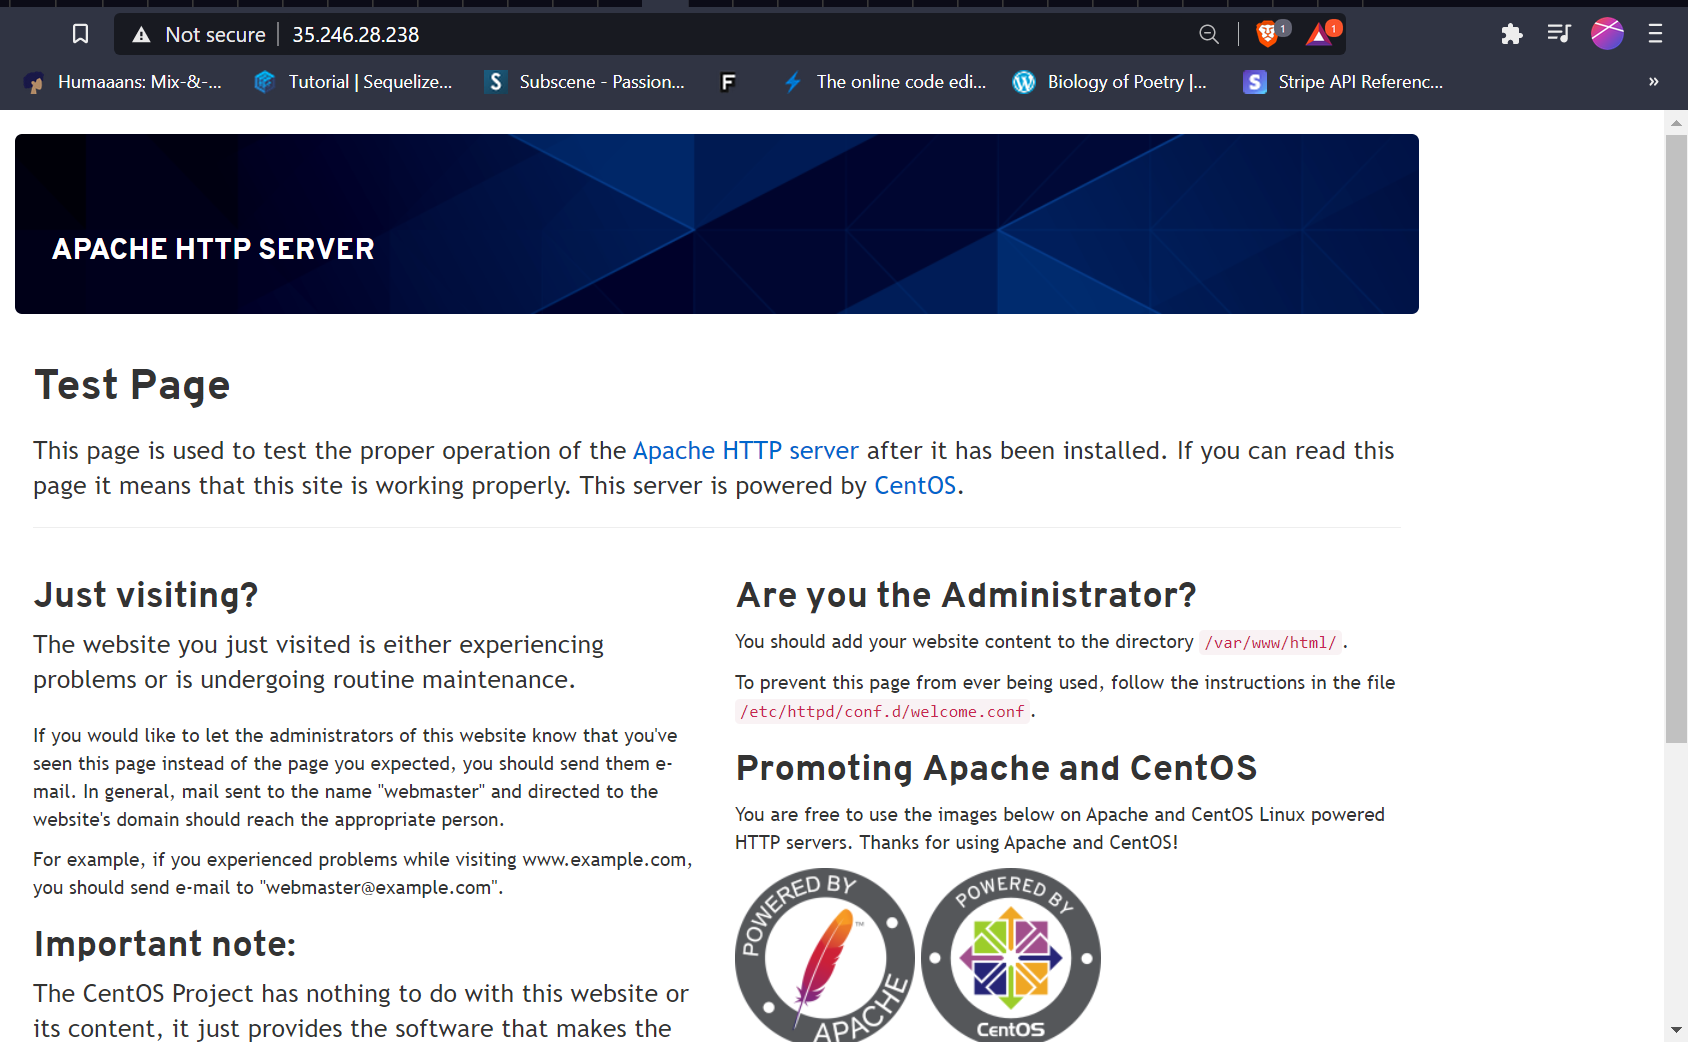 Not secure 35.246.28.238 1 1
Humaaans: Mix-&-... Tutorial | Sequelize... S Subscene - Passion... F The online code edi... Biology of Poetry |... S Stripe API Referenc... »
APACHE HTTP SERVER
Test Page
This page is used to test the proper operation of the Apache HTTP server after it has been installed. If you can read this
page it means that this site is working properly. This server is powered by CentOS.
Just visiting?
The website you just visited is either experiencing
problems or is undergoing routine maintenance.
If you would like to let the administrators of this website know that you've
seen this page instead of the page you expected, you should send them e-
mail. In general, mail sent to the name "webmaster" and directed to the
website's domain should reach the appropriate person.
For example, if you experienced problems while visiting www.example.com,
you should send e-mail to "webmaster@example.com".
Important note:
The CentOS Project has nothing to do with this website or
its content, it just provides the software that makes the
Are you the Administrator?
You should add your website content to the directory /var/www/html/.
To prevent this page from ever being used, follow the instructions in the file
/etc/httpd/conf.d/welcome.conf.
Promoting Apache and CentOS
You are free to use the images below on Apache and CentOS Linux powered
HTTP servers. Thanks for using Apache and CentOS!
POWERED BY
APACHE
™
POWERED BY
CentOS